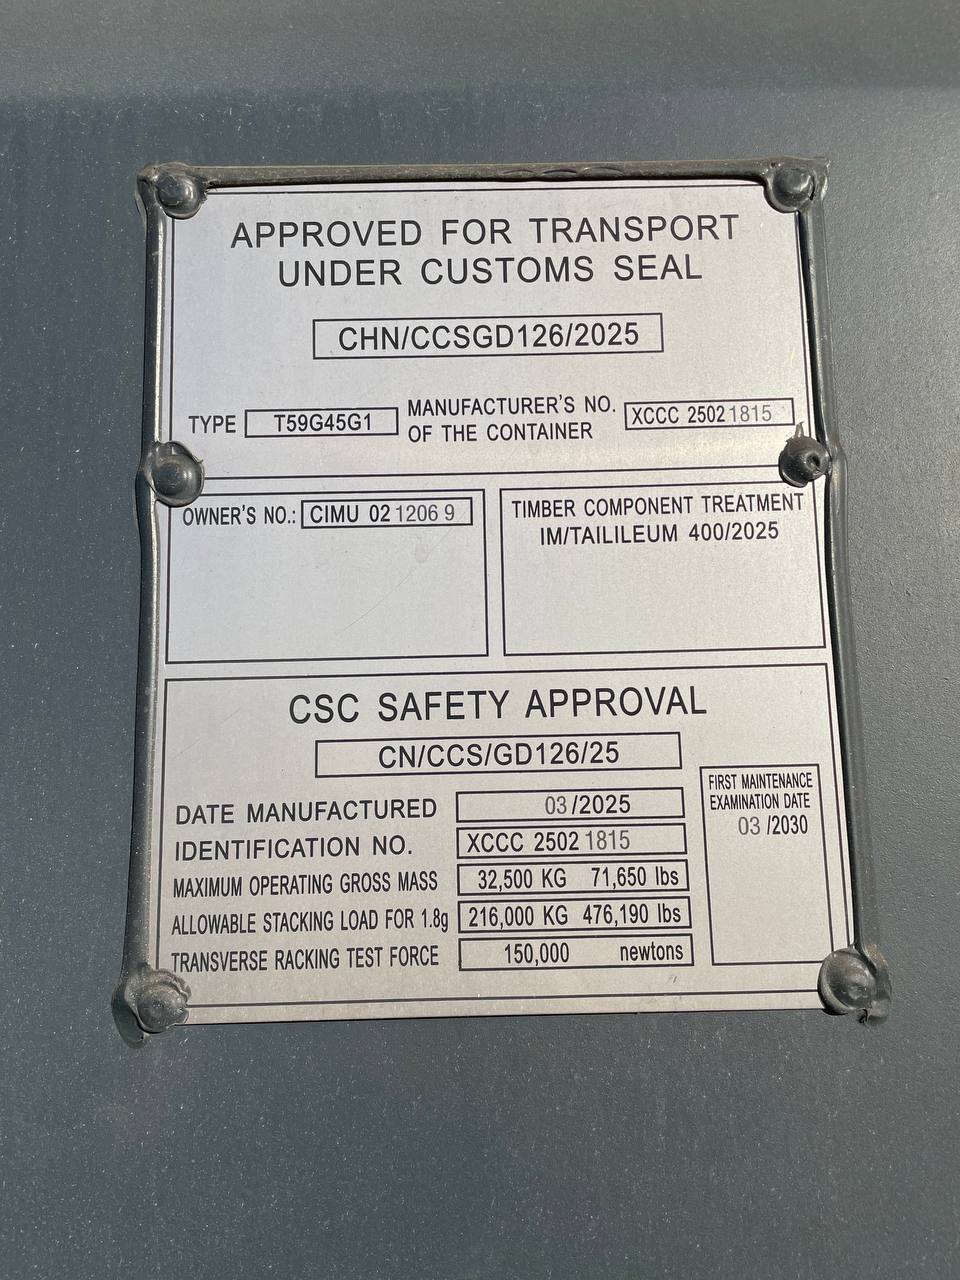 APPROVED FOR TRANSPORT
UNDER CUSTOMS SEAL
CHN/CCSGD126/2025
TYPE T59G45G1 MANUFACTURER'S NO. OF THE CONTAINER XCCC 25021815
OWNER'S NO.: CIMU 02 1206 9
TIMBER COMPONENT TREATMENT
IM/TAILILEUM 400/2025
CSC SAFETY APPROVAL
CN/CCS/GD126/25
DATE MANUFACTURED 03/2025
IDENTIFICATION NO. XCCC 2502 1815
MAXIMUM OPERATING GROSS MASS 32,500 KG 71,650 lbs
ALLOWABLE STACKING LOAD FOR 1.8g 216,000 KG 476,190 lbs
TRANSVERSE RACKING TEST FORCE 150,000 newtons
FIRST MAINTENANCE
EXAMINATION DATE
03 /2030